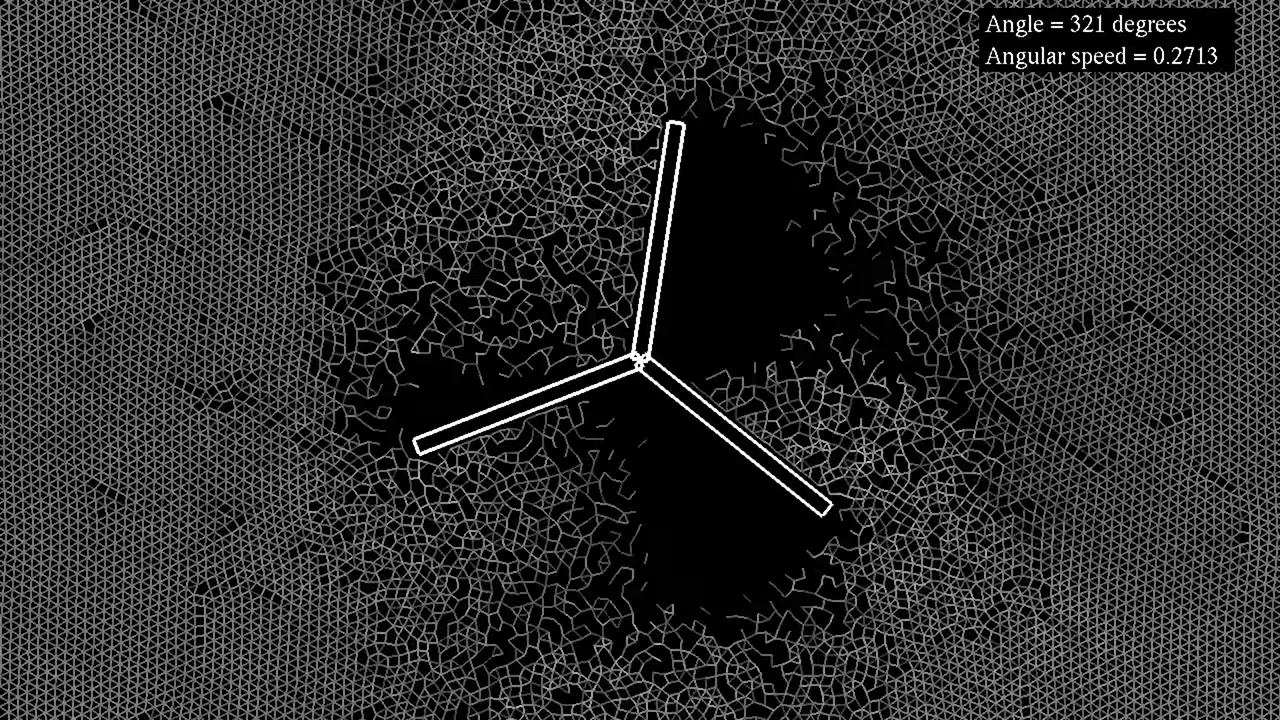 Angle = 321 degrees
Angular speed = 0.2713